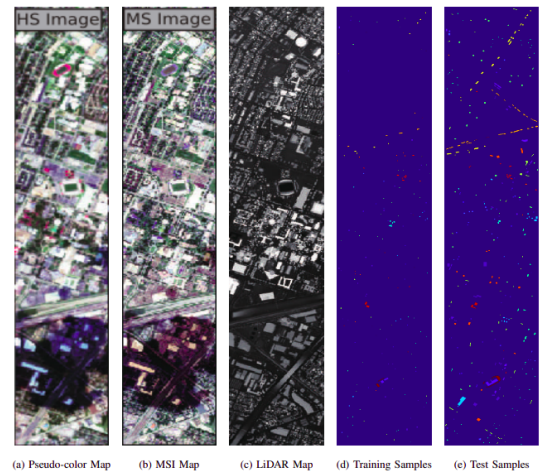 HS Image
MS Image
(a) Pseudo-color Map
(b) MSI Map
(c) LiDAR Map
(d) Training Samples
(e) Test Samples